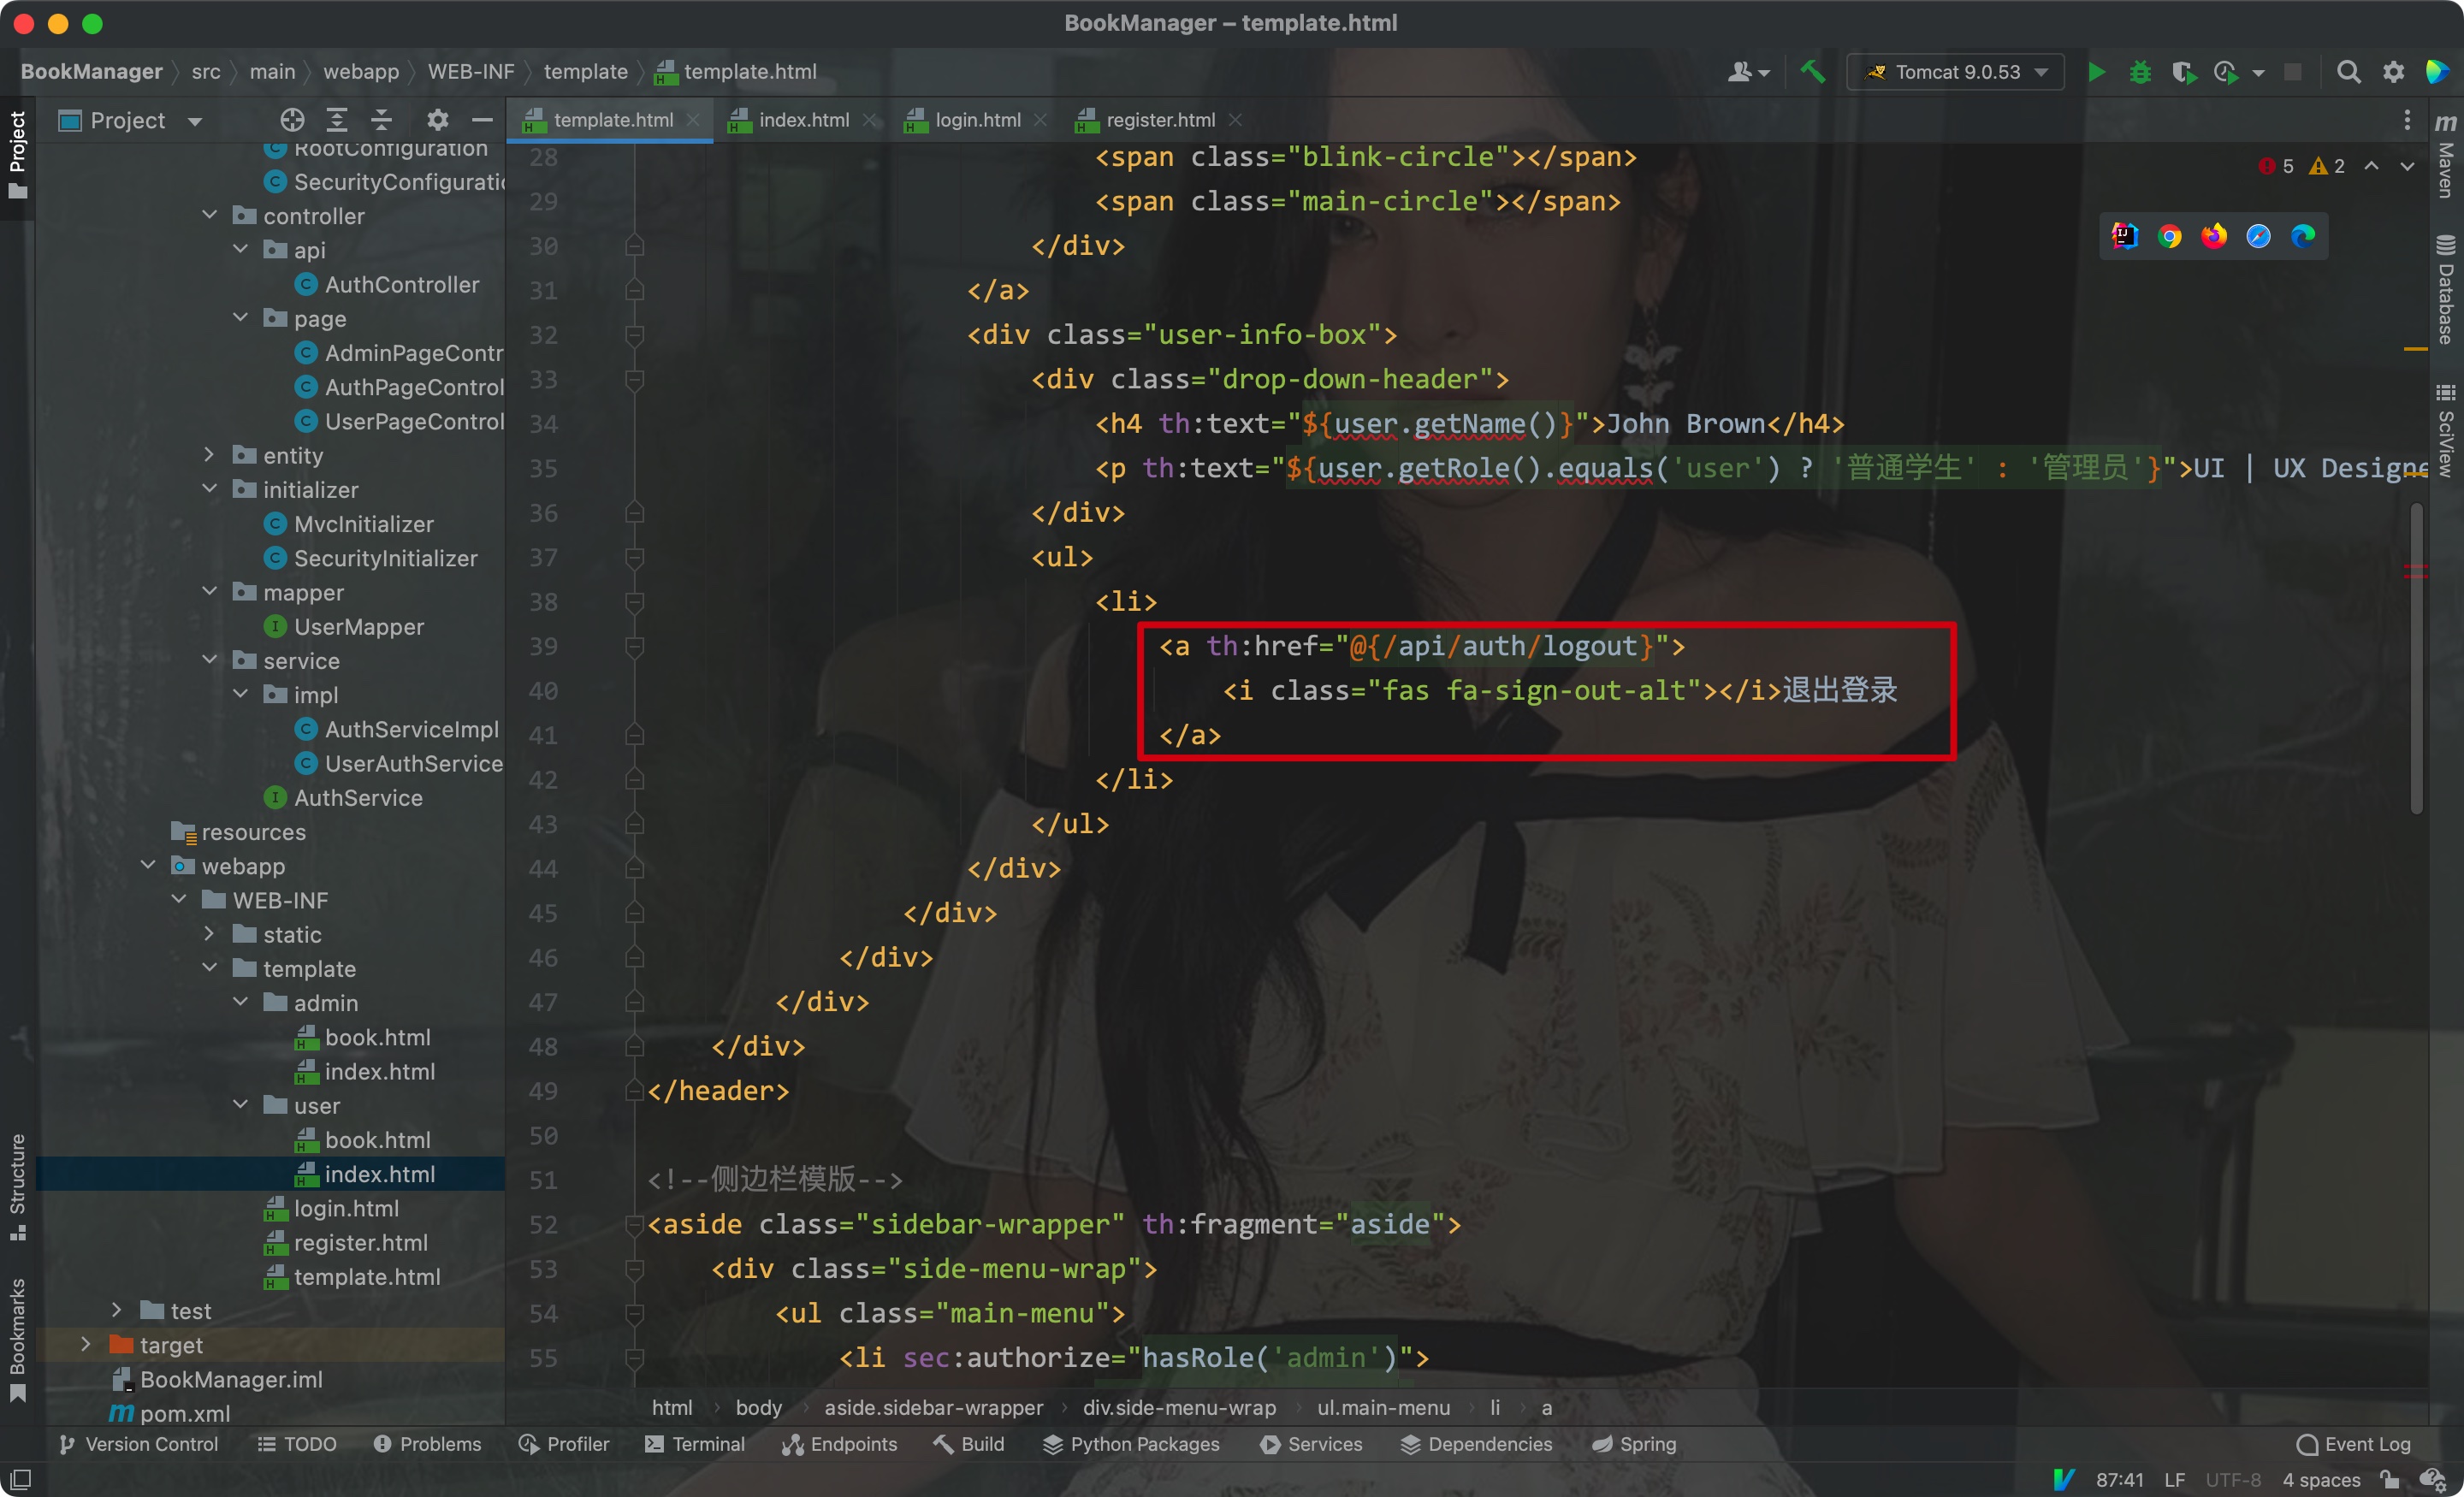 BookManager – template.html
BookManager src main webapp WEB-INF template template.html
Tomcat 9.0.53
Project
Project
template.html index.html login.html register.html
RootConfiguration
SecurityConfiguratio
controller
api
AuthController
page
AdminPageContr
AuthPageControl
UserPageControl
entity
initializer
MvcInitializer
SecurityInitializer
mapper
UserMapper
service
impl
AuthServiceImpl
UserAuthService
AuthService
resources
webapp
WEB-INF
static
template
admin
book.html
index.html
user
book.html
index.html
login.html
register.html
template.html
test
target
BookManager.iml
pom.xml
Structure
Bookmarks
28 <span class="blink-circle"></span>
29 <span class="main-circle"></span>
30 </div>
31 </a>
32 <div class="user-info-box">
33 <div class="drop-down-header">
34 <h4 th:text="${user.getName()}">John Brown</h4>
35 <p th:text="${user.getRole().equals('user') ? '普通学生' : '管理员'}">UI | UX Designe
36 </div>
37 <ul>
38 <li>
39 <a th:href="@{/api/auth/logout}">
40 <i class="fas fa-sign-out-alt"></i>退出登录
41 </a>
42 </li>
43 </ul>
44 </div>
45 </div>
46 </div>
47 </div>
48 </div>
49 </header>
50
51 <!--侧边栏模版-->
52 <aside class="sidebar-wrapper" th:fragment="aside">
53 <div class="side-menu-wrap">
54 <ul class="main-menu">
55 <li sec:authorize="hasRole('admin')">
5 2
m Maven
Database
SciView
html body aside.sidebar-wrapper div.side-menu-wrap ul.main-menu li a
Version Control TODO Problems Profiler Terminal Endpoints Build Python Packages Services Dependencies Spring Event Log
87:41 LF UTF-8 4 spaces